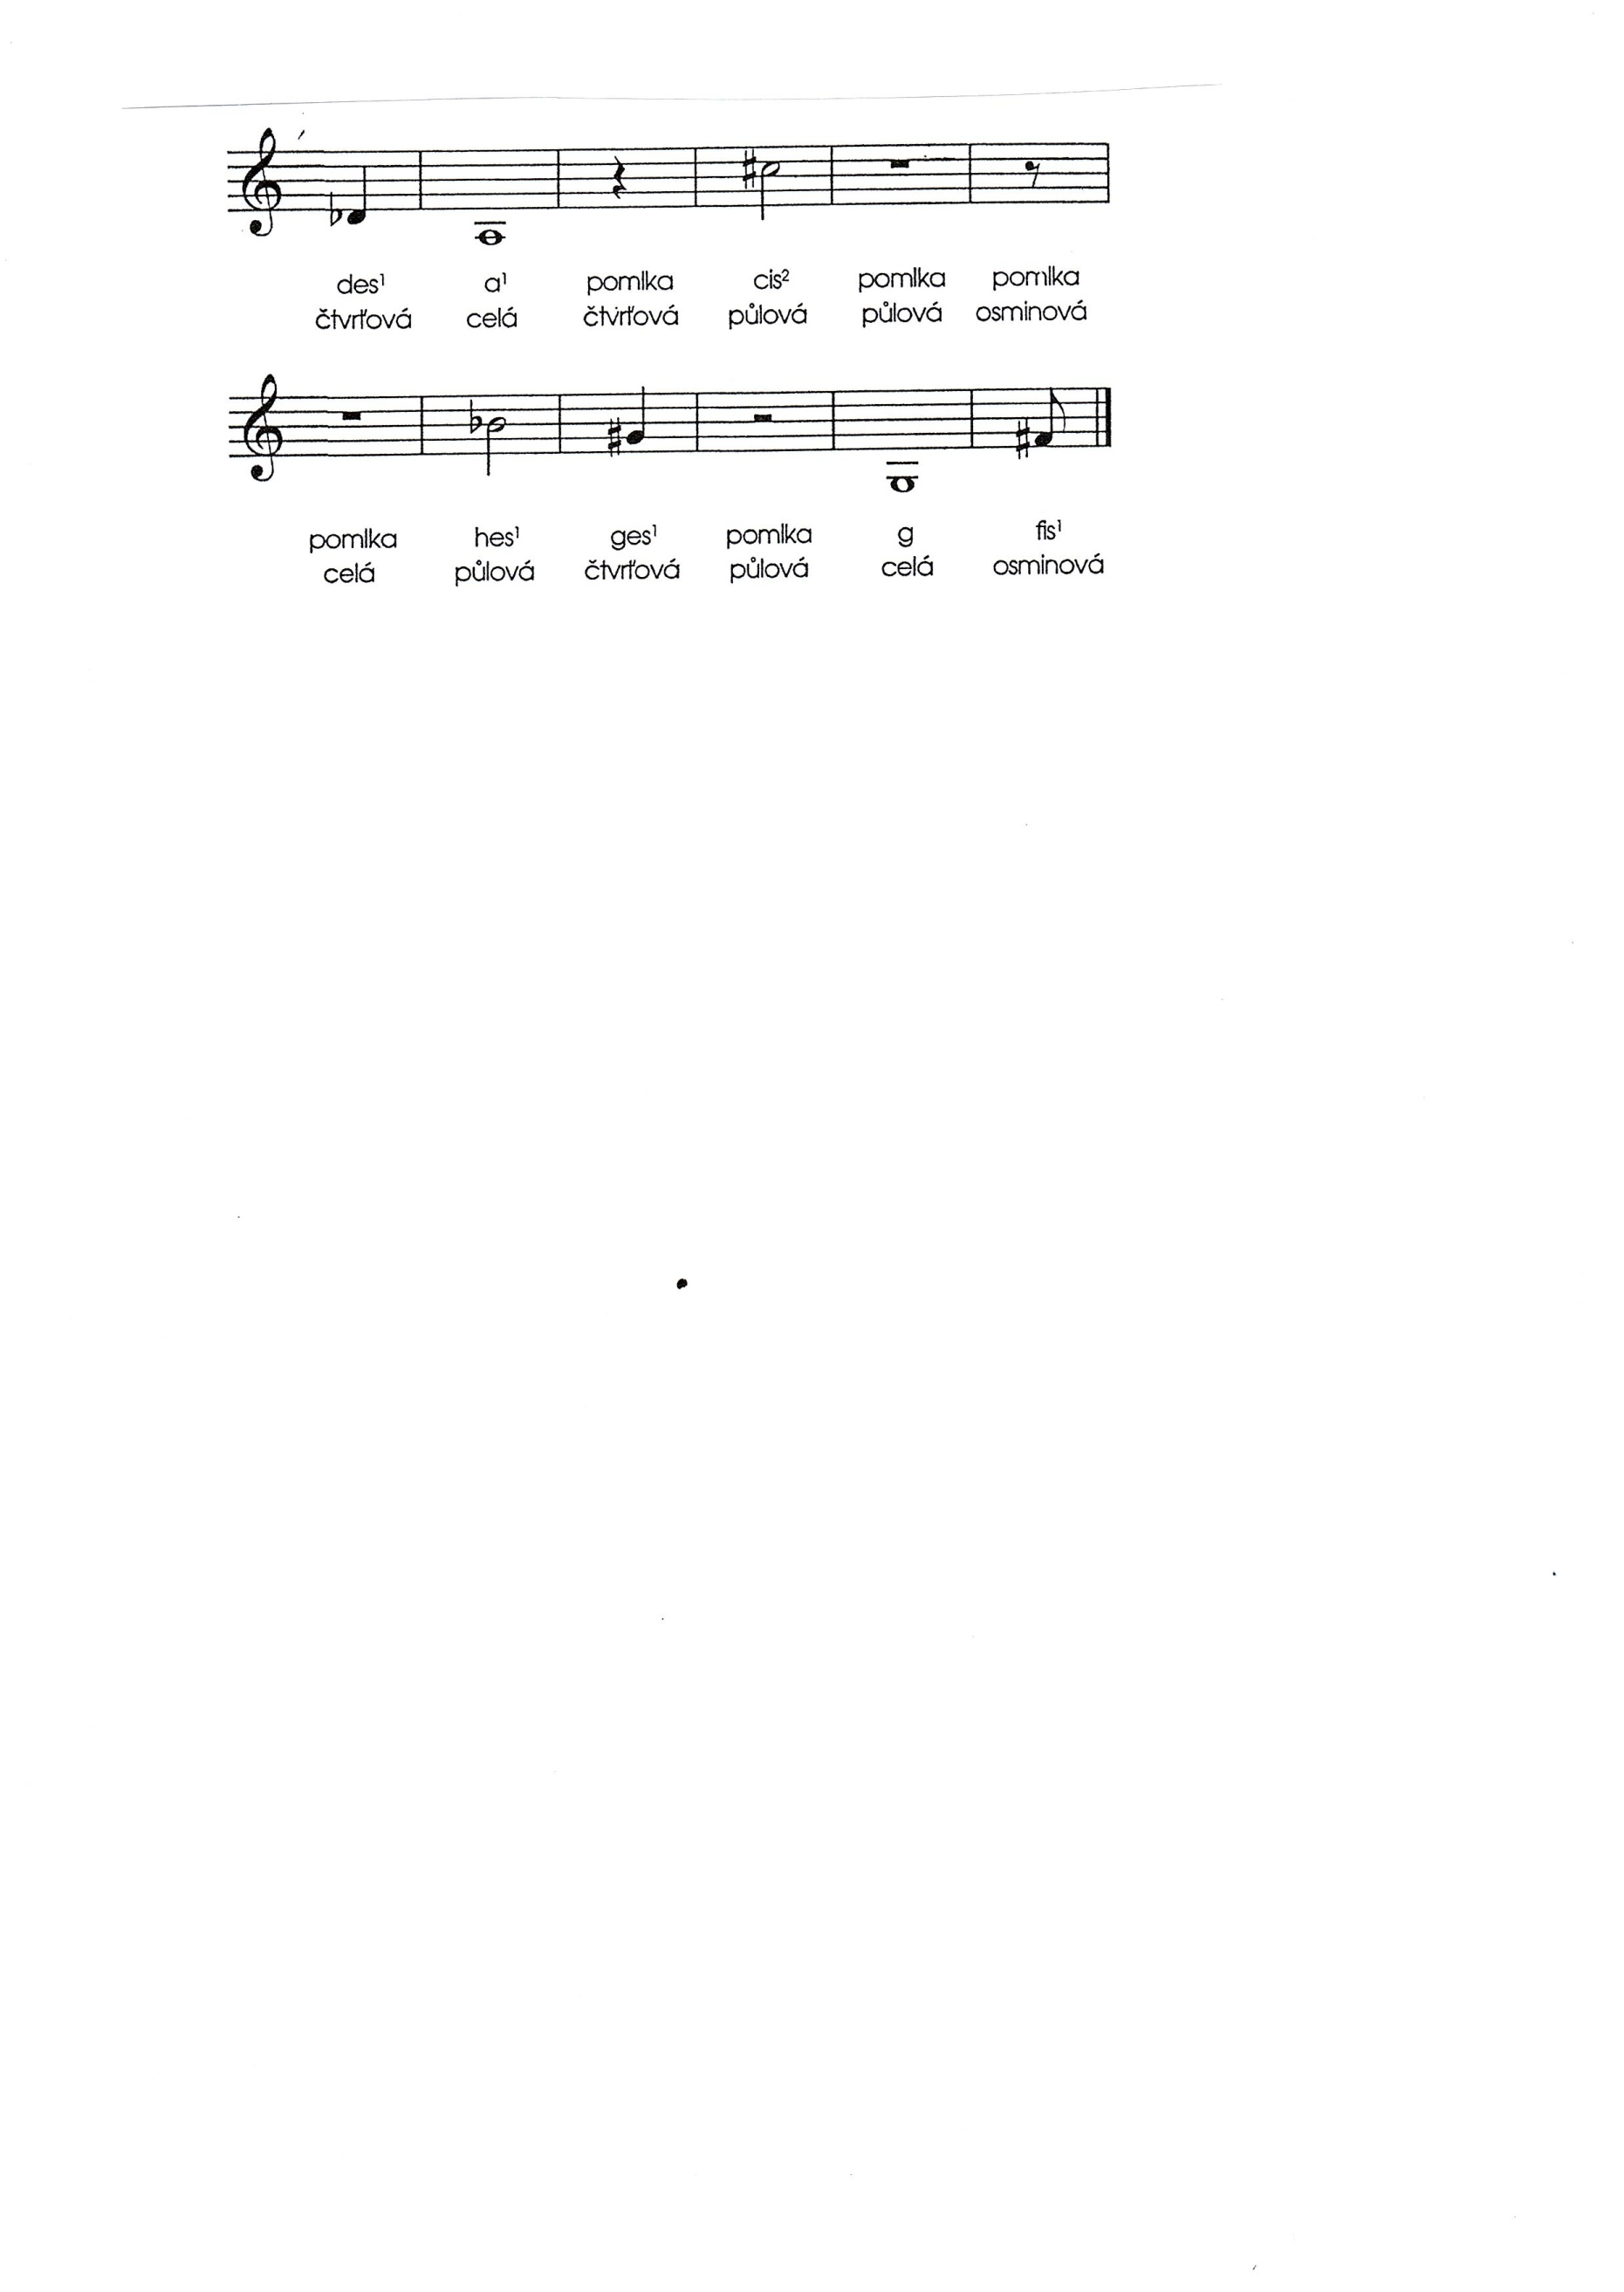 des¹ a¹ pomlka cis² pomlka pomlka
čtvrťová celá čtvrťová půlová půlová osminová
pomlka hes¹ ges¹ pomlka g fis¹
celá půlová čtvrťová půlová celá osminová